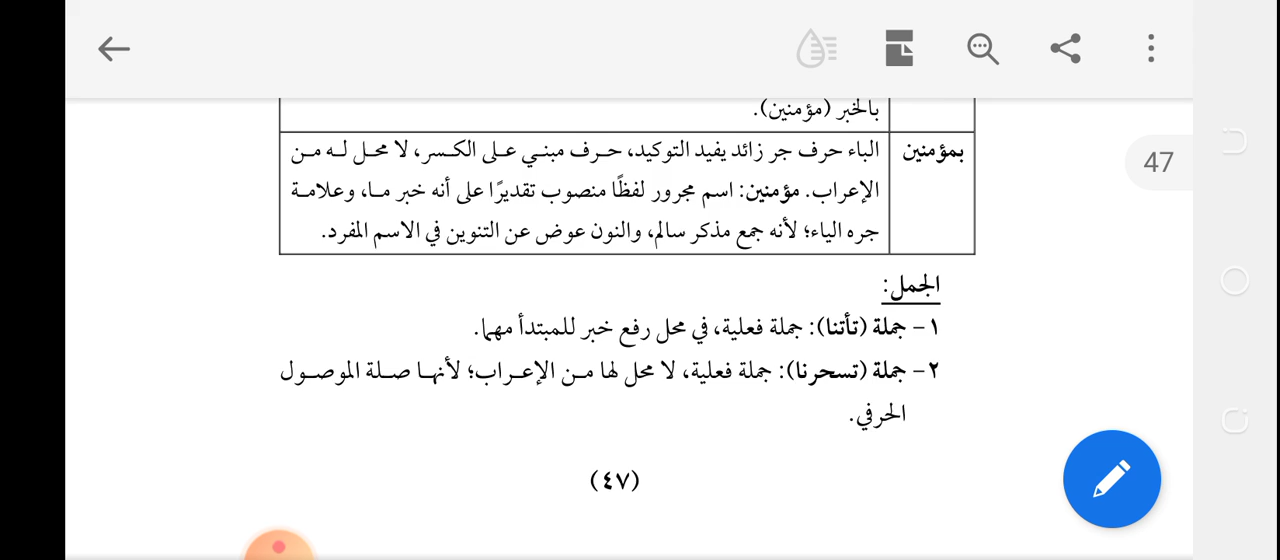 47
بالخبر (مؤمنين).
بمؤمنين
الباء حرف جر زائد يفيد التوكيد، حرف مبني على الكسر، لا محل له من
الإعراب. مؤمنين: اسم مجرور لفظًا منصوب تقديرًا على أنه خبر ما، وعلامة
جره الياء؛ لأنه جمع مذكر سالم، والنون عوض عن التنوين في الاسم المفرد.
الجمل:
١- جملة (تأتنا): جملة فعلية، في محل رفع خبر للمبتدأ مهما.
٢- جملة (تسحرنا): جملة فعلية، لا محل لها من الإعراب؛ لأنها صلة الموصول
الحرفي.
(٤٧)